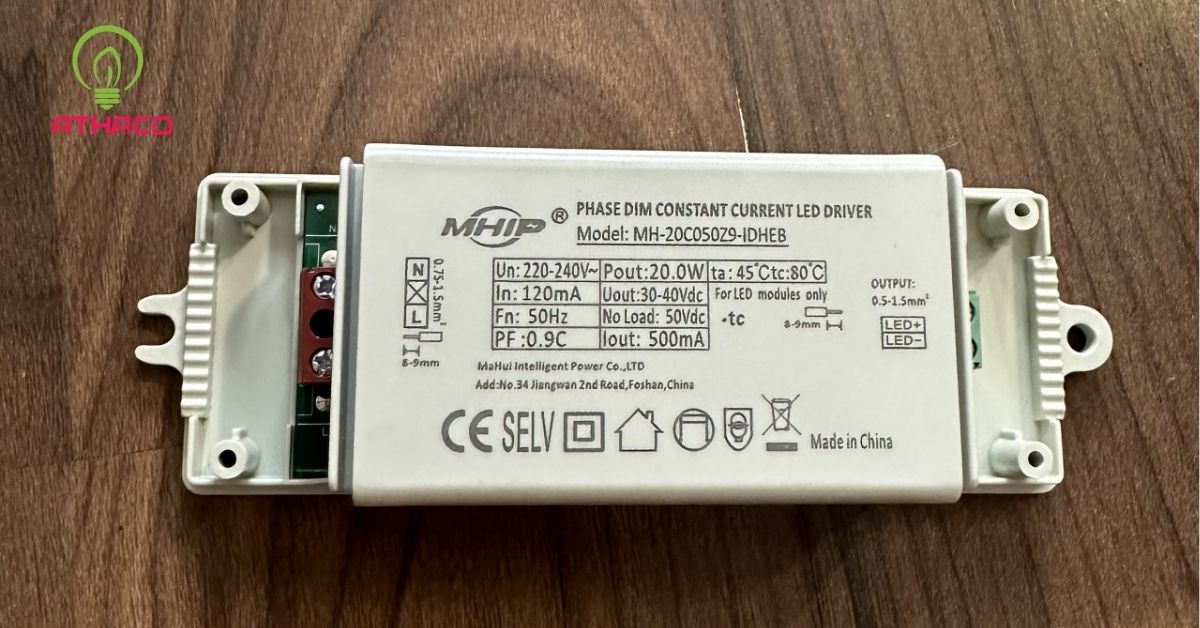 ATHACO
MHIP ®
PHASE DIM CONSTANT CURRENT LED DRIVER
Model: MH-20C050Z9-IDHEB
N
L
0.75-1.5mm²
8-9mm
Un: 220-240V~ Pout: 20.0W ta: 45℃ tc: 80℃
In: 120mA Uout: 30-40Vdc For LED modules only
Fn: 50Hz No Load: 50Vdc •tc
PF :0.9C Iout: 500mA
8-9mm
OUTPUT:
0.5-1.5mm²
LED+
LED-
MaHui Intelligent Power Co.,LTD
Add:No.34 Jiangwan 2nd Road,Foshan,China
CE SELV
Made in China
N
L